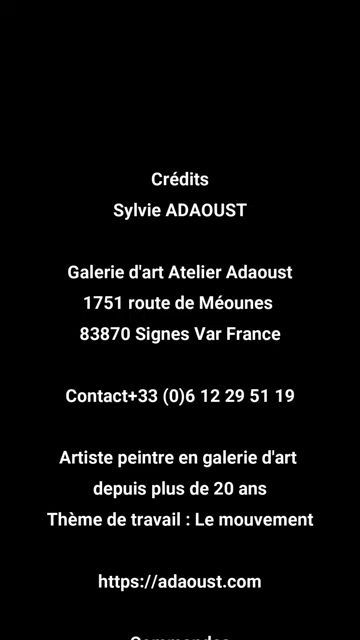 Crédits
Sylvie ADAOUST
Galerie d'art Atelier Adaoust
1751 route de Méounes
83870 Signes Var France
Contact+33 (0)6 12 29 51 19
Artiste peintre en galerie d'art
depuis plus de 20 ans
Thème de travail : Le mouvement
https://adaoust.com